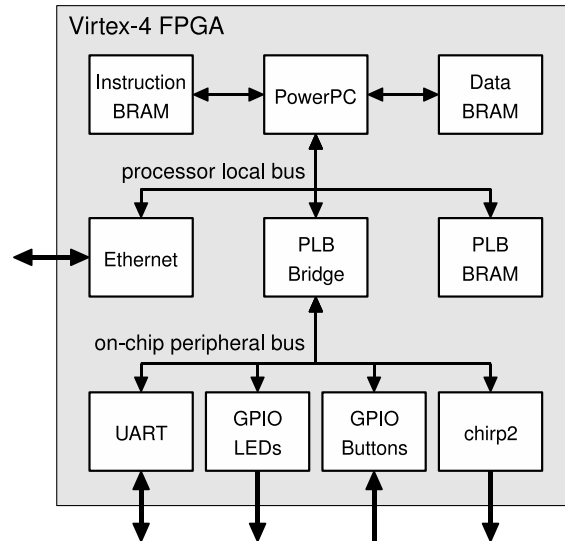 Virtex-4 FPGA
Instruction
BRAM
PowerPC
Data
BRAM
processor local bus
Ethernet
PLB
Bridge
PLB
BRAM
on-chip peripheral bus
UART
GPIO
LEDs
GPIO
Buttons
chirp2